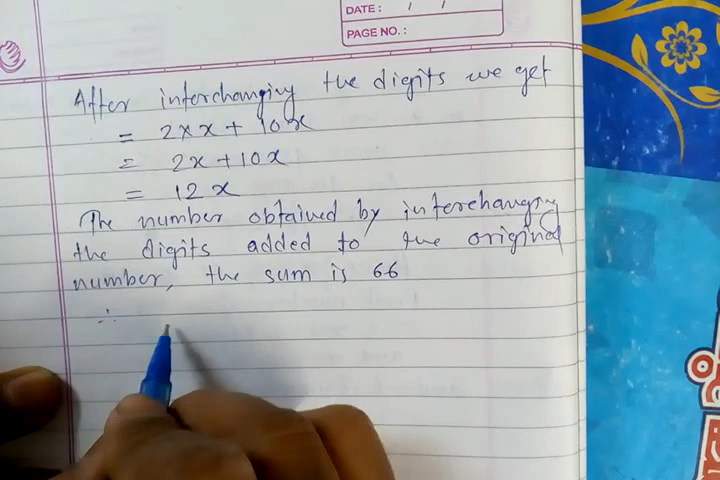 DATE: / /
PAGE NO.:
After interchanging the digits we get
= 2×x + 10x
= 2x + 10x
= 12x
The number obtained by interchanging
the digits added to the original
number, the sum is 66
∴